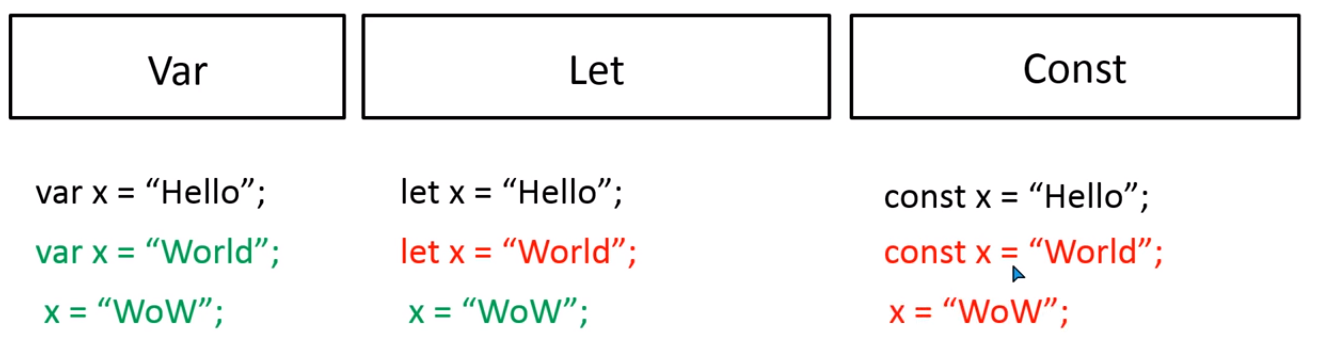 Var
Let
Const
var x = “Hello”;
let x = “Hello”;
const x = “Hello”;
var x = “World”;
let x = “World”;
const x = “World”;
x = “WoW”;
x = “WoW”;
x = “WoW”;